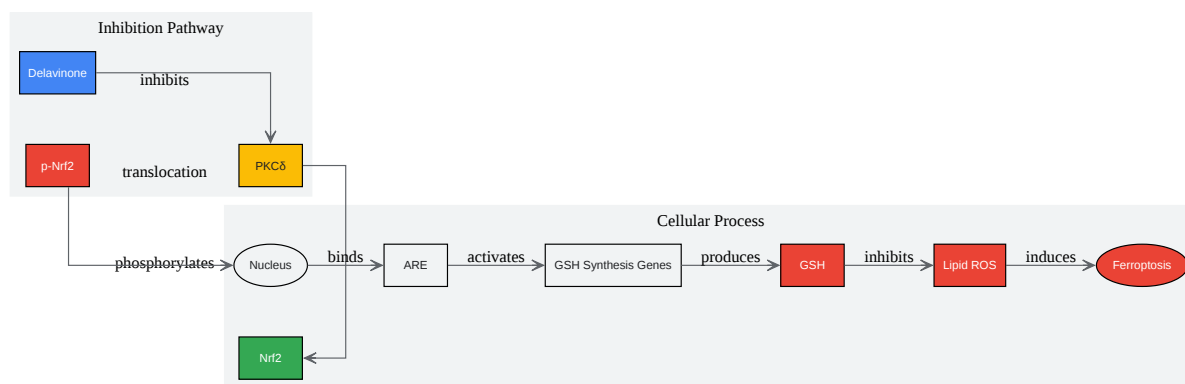 Inhibition Pathway
Delavinone
inhibits
p-Nrf2
translocation
PKCδ
Cellular Process
phosphorylates
Nucleus
binds
ARE
activates
GSH Synthesis Genes
produces
GSH
inhibits
Lipid ROS
induces
Ferroptosis
Nrf2